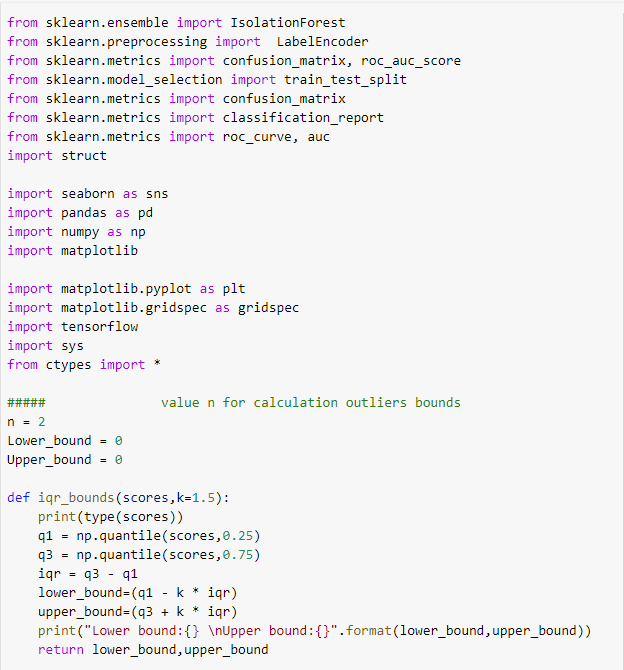 from sklearn.ensemble import IsolationForest
from sklearn.preprocessing import  LabelEncoder
from sklearn.metrics import confusion_matrix, roc_auc_score
from sklearn.model_selection import train_test_split
from sklearn.metrics import confusion_matrix
from sklearn.metrics import classification_report
from sklearn.metrics import roc_curve, auc
import struct

import seaborn as sns
import pandas as pd
import numpy as np
import matplotlib

import matplotlib.pyplot as plt
import matplotlib.gridspec as gridspec
import tensorflow
import sys
from ctypes import *

#####               value n for calculation outliers bounds
n = 2
Lower_bound = 0
Upper_bound = 0

def iqr_bounds(scores,k=1.5):
    print(type(scores))
    q1 = np.quantile(scores,0.25)
    q3 = np.quantile(scores,0.75)
    iqr = q3 - q1
    lower_bound=(q1 - k * iqr)
    upper_bound=(q3 + k * iqr)
    print("Lower bound:{} \nUpper bound:{}".format(lower_bound,upper_bound))
    return lower_bound,upper_bound